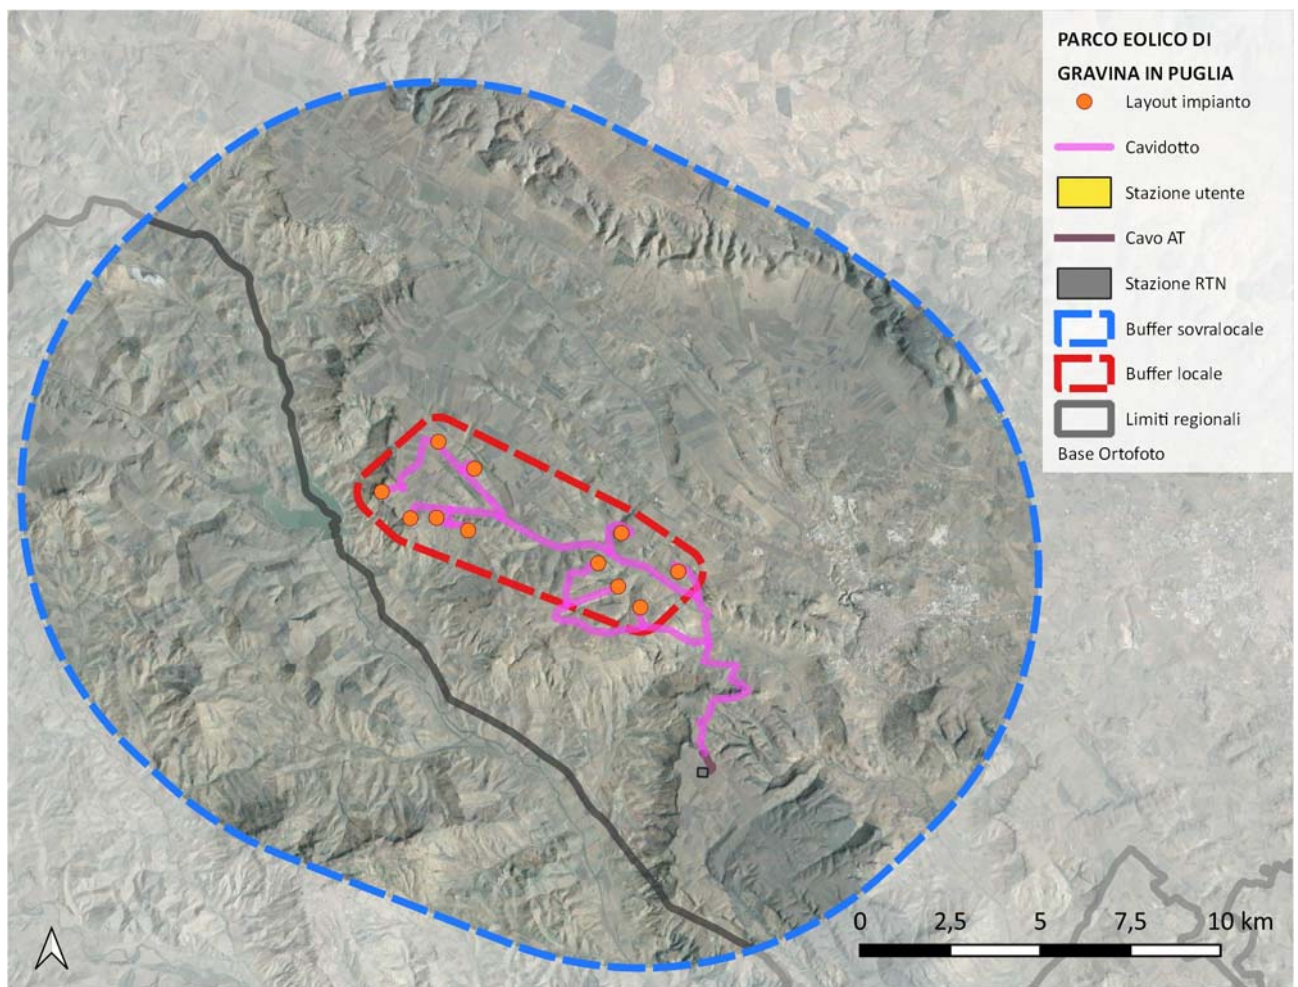 PARCO EOLICO DI
GRAVINA IN PUGLIA
Layout impianto
Cavidotto
Stazione utente
Cavo AT
Stazione RTN
Buffer sovralocale
Buffer locale
Limiti regionali
Base Ortofoto
0 2,5 5 7,5 10 km